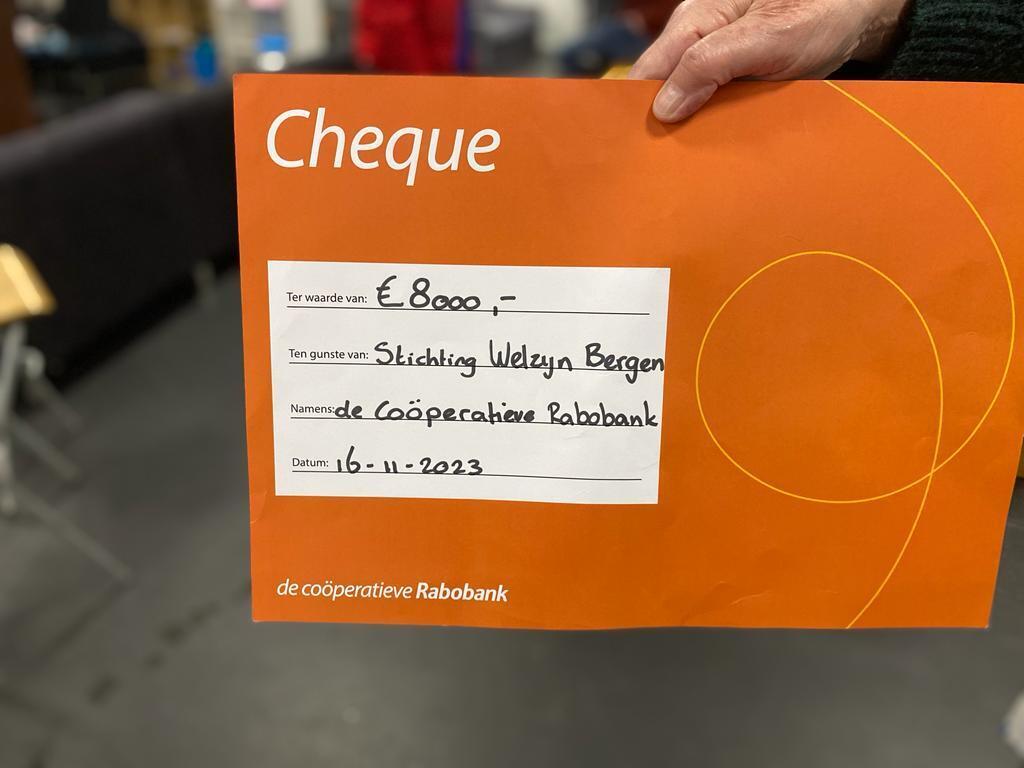 Cheque
Ter waarde van: € 8000,-
Ten gunste van: Stichting Welzyn Bergen
Namens: de Coöperatieve Rabobank
Datum: 16-11-2023
de coöperatieve Rabobank